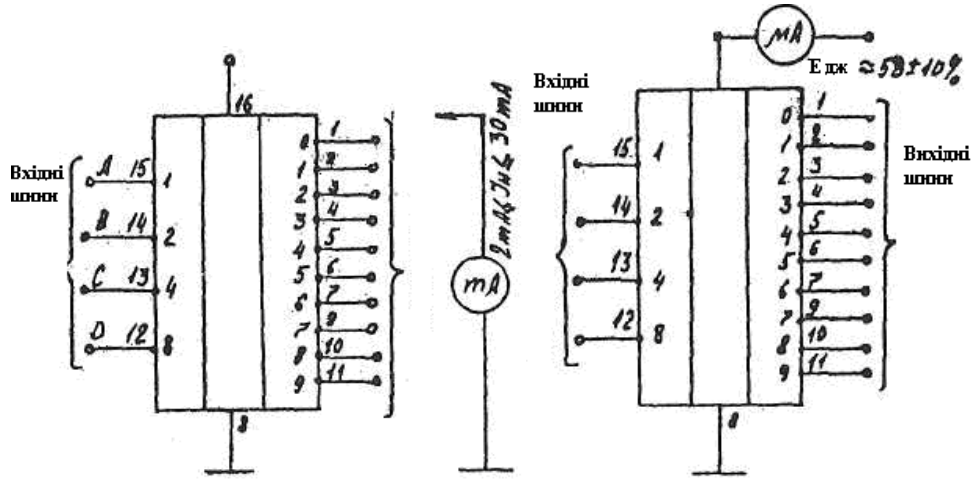 16
Вхідні
шини
A 15 1
B 14 2
C 13 4
D 12 8
0 1
1 2
2 3
3 4
4 5
5 6
6 7
7 9
8 10
9 11
8
2mA≤Iн≤30mA
mA
Вхідні
шини
15 1
14 2
13 4
12 8
μA
E дж ≈5В±10%
0 1
1 2
2 3
3 4
4 5
5 6
6 7
7 9
8 10
9 11
Вихідні
шини
8